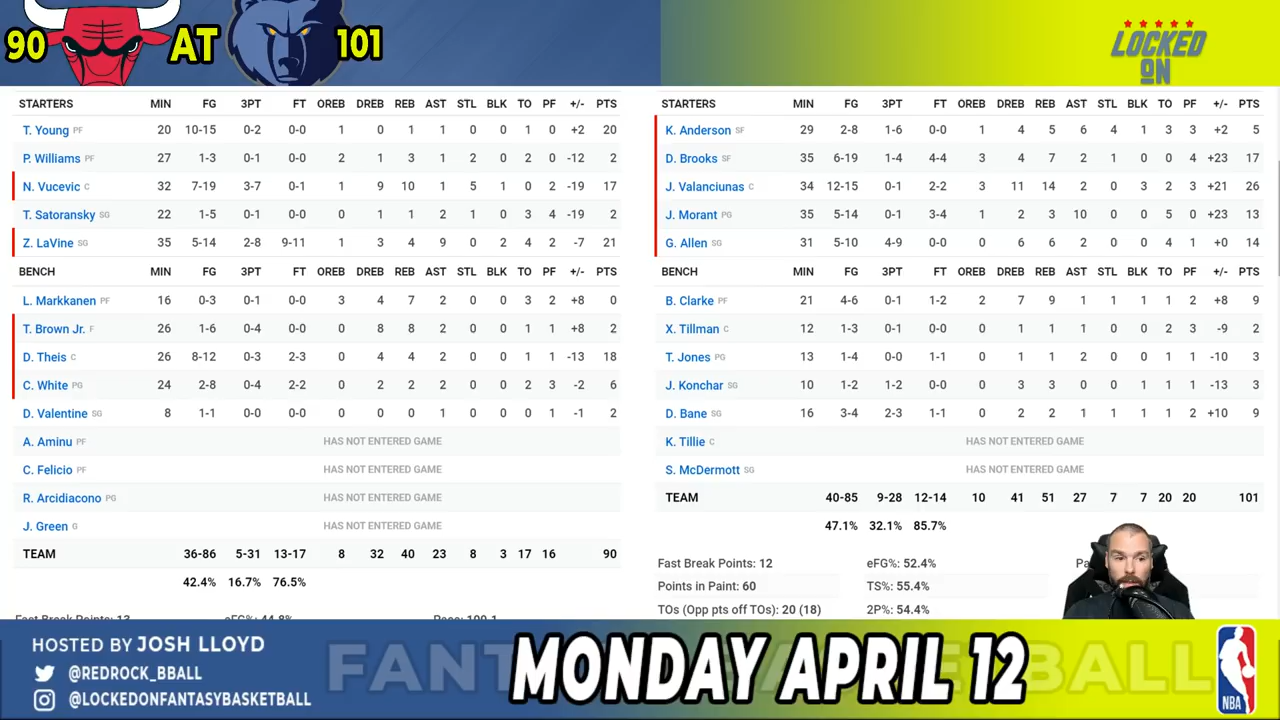 90 AT 101
LOCKED
ON
STARTERS MIN FG 3PT FT OREB DREB REB AST STL BLK TO PF +/- PTS
T. Young PF 20 10-15 0-2 0-0 1 0 1 1 0 0 1 0 +2 20
P. Williams PF 27 1-3 0-1 0-0 2 1 3 1 2 0 2 0 -12 2
N. Vucevic C 32 7-19 3-7 0-1 1 9 10 1 5 1 0 2 -19 17
T. Satoransky SG 22 1-5 0-1 0-0 0 1 1 2 1 0 3 4 -19 2
Z. LaVine SG 35 5-14 2-8 9-11 1 3 4 9 0 2 4 2 -7 21
BENCH MIN FG 3PT FT OREB DREB REB AST STL BLK TO PF +/- PTS
L. Markkanen PF 16 0-3 0-1 0-0 3 4 7 2 0 0 3 2 +8 0
T. Brown Jr. F 26 1-6 0-4 0-0 0 8 8 2 0 0 1 1 +8 2
D. Theis C 26 8-12 0-3 2-3 0 4 4 2 0 0 1 1 -13 18
C. White PG 24 2-8 0-4 2-2 0 2 2 2 0 0 2 3 -2 6
D. Valentine SG 8 1-1 0-0 0-0 0 0 0 1 0 0 0 1 -1 2
A. Aminu PF HAS NOT ENTERED GAME
C. Felicio PF HAS NOT ENTERED GAME
R. Arcidiacono PG HAS NOT ENTERED GAME
J. Green G HAS NOT ENTERED GAME
TEAM 36-86 5-31 13-17 8 32 40 23 8 3 17 16 90
42.4% 16.7% 76.5%
STARTERS MIN FG 3PT FT OREB DREB REB AST STL BLK TO PF +/- PTS
K. Anderson SF 29 2-8 1-6 0-0 1 4 5 6 4 1 3 3 +2 5
D. Brooks SF 35 6-19 1-4 4-4 3 4 7 2 1 0 0 4 +23 17
J. Valanciunas C 34 12-15 0-1 2-2 3 11 14 2 0 3 2 3 +21 26
J. Morant PG 35 5-14 0-1 3-4 1 2 3 10 0 0 5 0 +23 13
G. Allen SG 31 5-10 4-9 0-0 0 6 6 2 0 0 4 1 +0 14
BENCH MIN FG 3PT FT OREB DREB REB AST STL BLK TO PF +/- PTS
B. Clarke PF 21 4-6 0-1 1-2 2 7 9 1 1 1 1 2 +8 9
X. Tillman C 12 1-3 0-1 0-0 0 1 1 1 0 0 2 3 -9 2
T. Jones PG 13 1-4 0-0 1-1 0 1 1 2 0 0 1 1 -10 3
J. Konchar SG 10 1-2 1-2 0-0 0 3 3 0 0 1 1 1 -13 3
D. Bane SG 16 3-4 2-3 1-1 0 2 2 1 1 1 1 2 +10 9
K. Tillie C HAS NOT ENTERED GAME
S. McDermott SG HAS NOT ENTERED GAME
TEAM 40-85 9-28 12-14 10 41 51 27 7 7 20 20 101
47.1% 32.1% 85.7%
Fast Break Points: 12 eFG%: 52.4%
Points in Paint: 60 TS%: 55.4%
TOs (Opp pts off TOs): 20 (18) 2P%: 54.4%
HOSTED BY JOSH LLOYD
@REDROCK_BBALL
@LOCKEDONFANTASYBASKETBALL
MONDAY APRIL 12
NBA